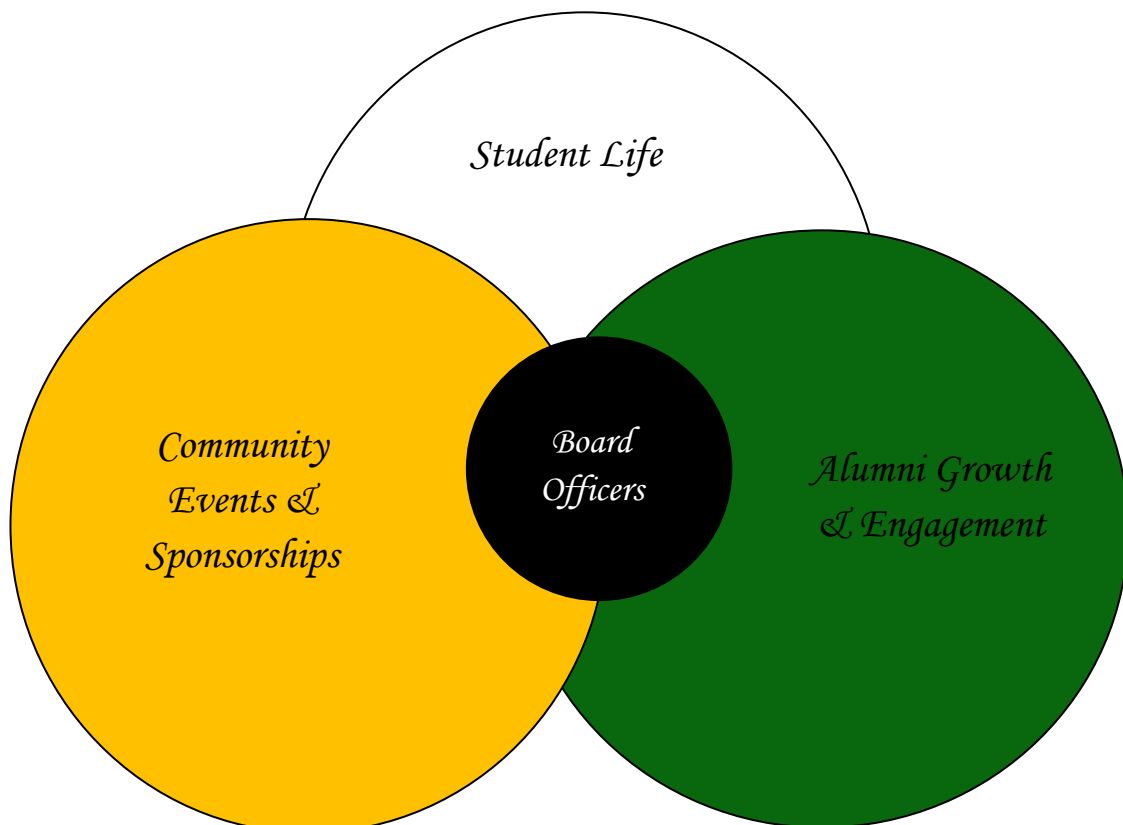 Student Life
Community
Events &
Sponsorships
Board
Officers
Alumni Growth
& Engagement